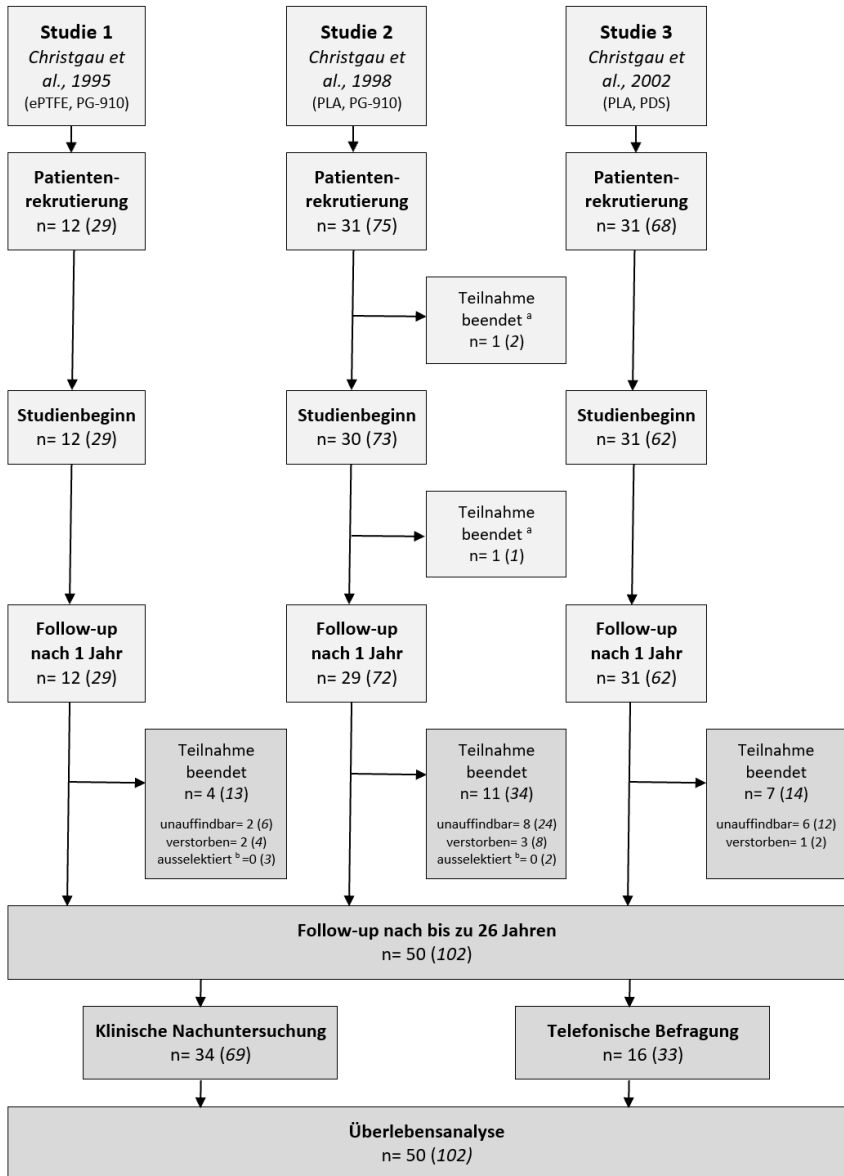 Studie 1
Christgau et
al., 1995
(ePTFE, PG-910)
Studie 2
Christgau et
al., 1998
(PLA, PG-910)
Studie 3
Christgau et
al., 2002
(PLA, PDS)
Patienten-
rekrutierung
n= 12 (29)
Patienten-
rekrutierung
n= 31 (75)
Patienten-
rekrutierung
n= 31 (68)
Teilnahme
beendet ᵃ
n= 1 (2)
Studienbeginn
n= 12 (29)
Studienbeginn
n= 30 (73)
Studienbeginn
n= 31 (62)
Teilnahme
beendet ᵃ
n= 1 (1)
Follow-up
nach 1 Jahr
n= 12 (29)
Follow-up
nach 1 Jahr
n= 29 (72)
Follow-up
nach 1 Jahr
n= 31 (62)
Teilnahme
beendet
n= 4 (13)
unauffindbar= 2 (6)
verstorben= 2 (4)
ausselektiert ᵇ =0 (3)
Teilnahme
beendet
n= 11 (34)
unauffindbar= 8 (24)
verstorben= 3 (8)
ausselektiert ᵇ= 0 (2)
Teilnahme
beendet
n= 7 (14)
unauffindbar= 6 (12)
verstorben= 1 (2)
Follow-up nach bis zu 26 Jahren
n= 50 (102)
Klinische Nachuntersuchung
n= 34 (69)
Telefonische Befragung
n= 16 (33)
Überlebensanalyse
n= 50 (102)